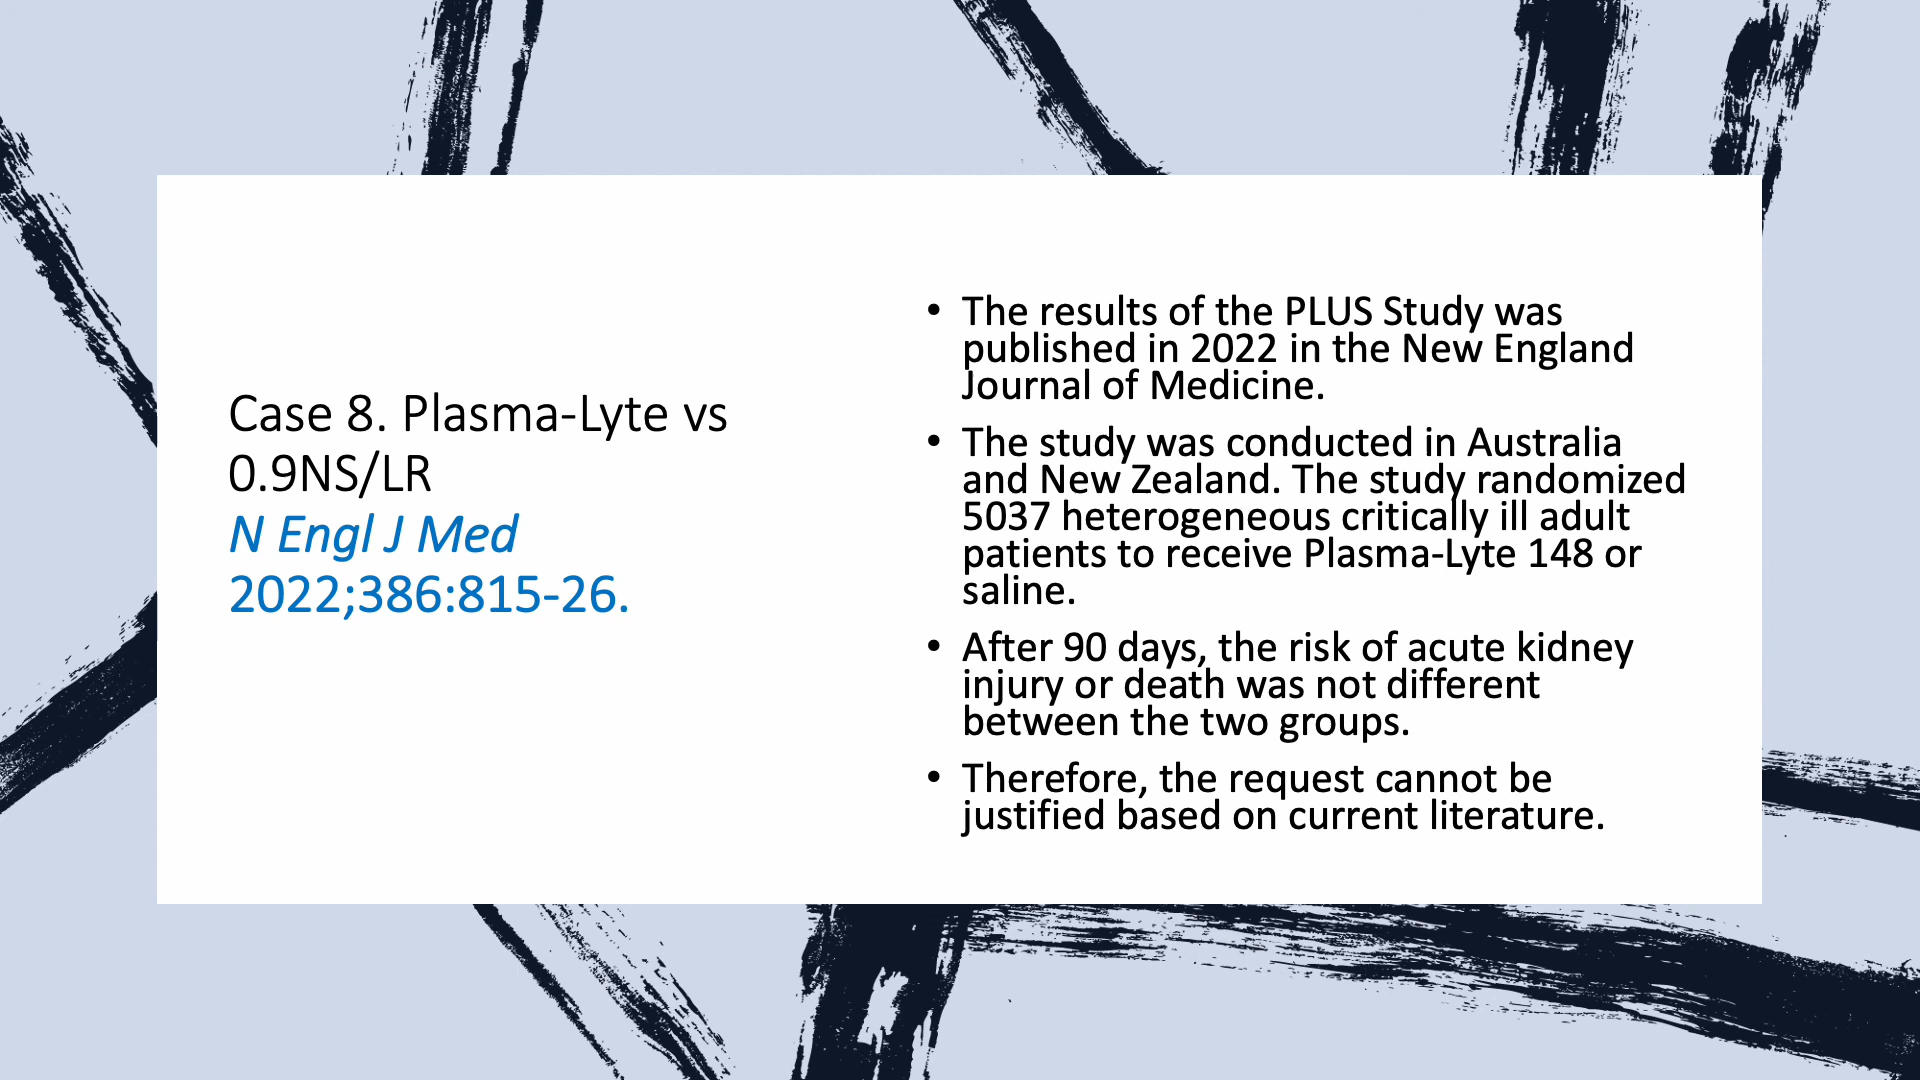 Case 8. Plasma-Lyte vs
0.9NS/LR
N Engl J Med
2022;386:815-26.
• The results of the PLUS Study was
published in 2022 in the New England
Journal of Medicine.
• The study was conducted in Australia
and New Zealand. The study randomized
5037 heterogeneous critically ill adult
patients to receive Plasma-Lyte 148 or
saline.
• After 90 days, the risk of acute kidney
injury or death was not different
between the two groups.
• Therefore, the request cannot be
justified based on current literature.